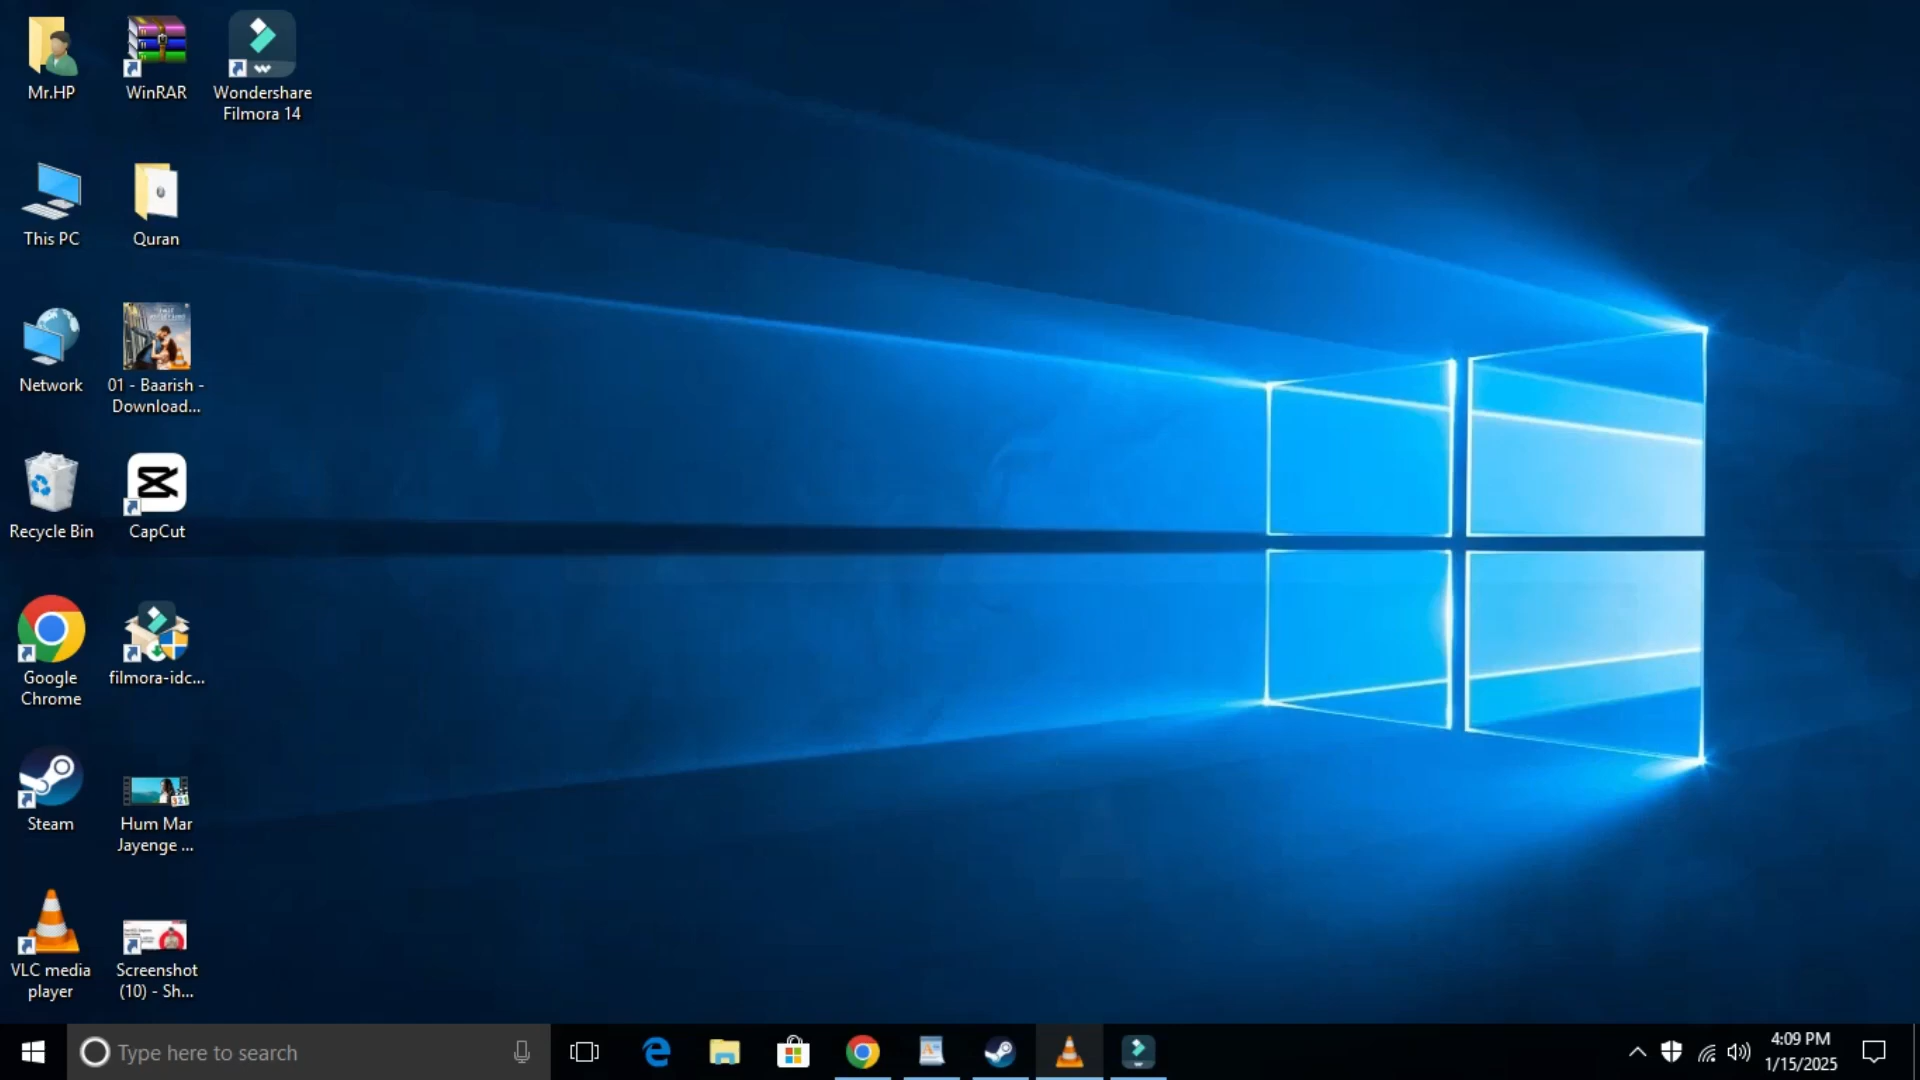 Mr.HP
WinRAR
Wondershare
Filmora 14
This PC
Quran
Network
01 - Baarish -
Download...
Recycle Bin
CapCut
Google
Chrome
filmora-idc...
Steam
Hum Mar
Jayenge ...
VLC media
player
Screenshot
(10) - Sh...
Type here to search
4:09 PM
1/15/2025